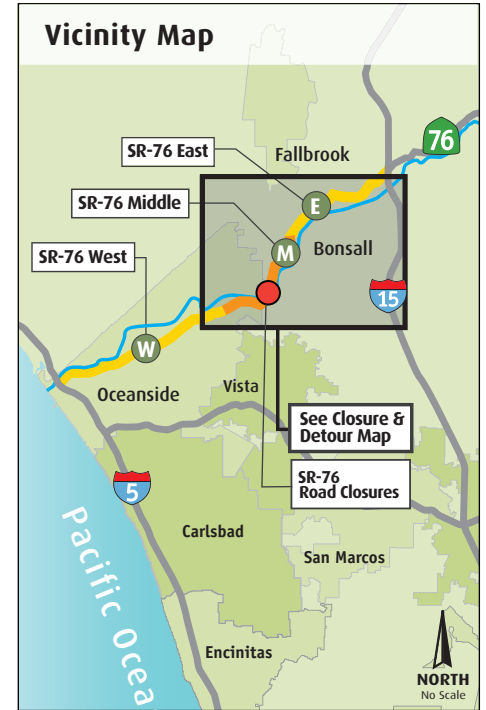 Vicinity Map
76
SR-76 East
Fallbrook
SR-76 Middle
E
M
Bonsall
SR-76 West
15
W
Oceanside
Vista
See Closure &
Detour Map
SR-76
Road Closures
5
Carlsbad
San Marcos
Pacific Ocea
Encinitas
NORTH
No Scale